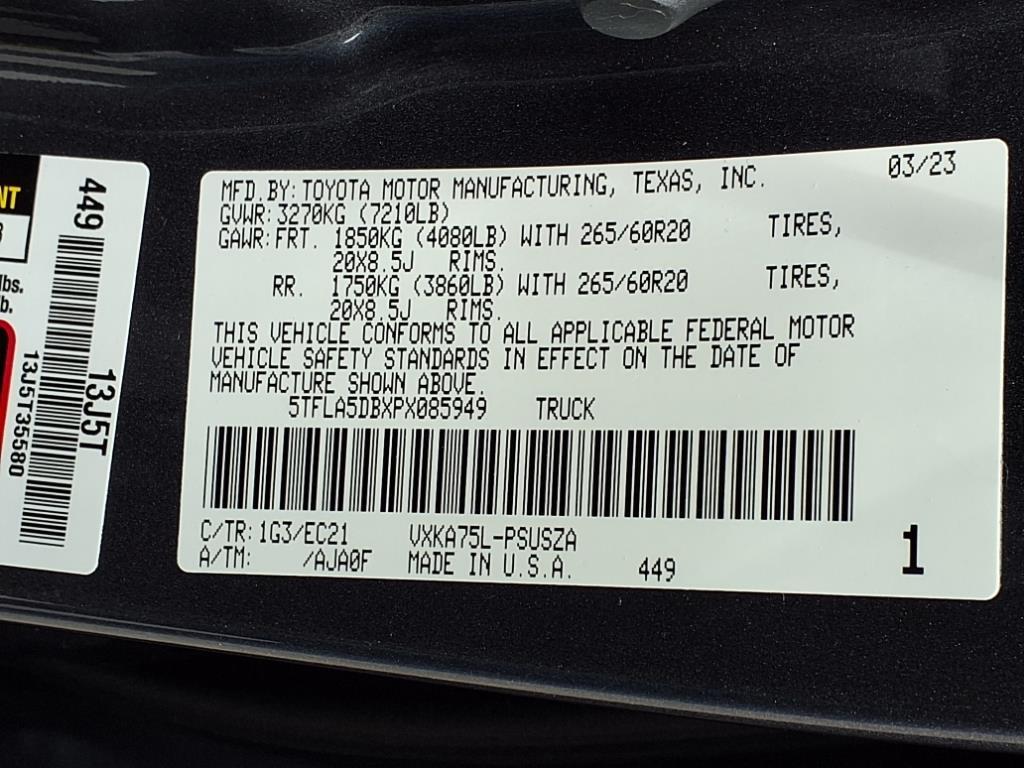 NT
lbs.
b.
449
13J5T
13J5T35580
MFD.BY: TOYOTA MOTOR MANUFACTURING, TEXAS, INC. 03/23
GVWR: 3270KG (7210LB)
GAWR: FRT. 1850KG (4080LB) WITH 265/60R20 TIRES,
20X8.5J RIMS.
RR. 1750KG (3860LB) WITH 265/60R20 TIRES,
20X8.5J RIMS.
THIS VEHICLE CONFORMS TO ALL APPLICABLE FEDERAL MOTOR
VEHICLE SAFETY STANDARDS IN EFFECT ON THE DATE OF
MANUFACTURE SHOWN ABOVE.
5TFLA5DBXPX085949 TRUCK
C/TR: 1G3/EC21 VXKA75L-PSUSZA
A/TM: /AJA0F MADE IN U.S.A. 449 1